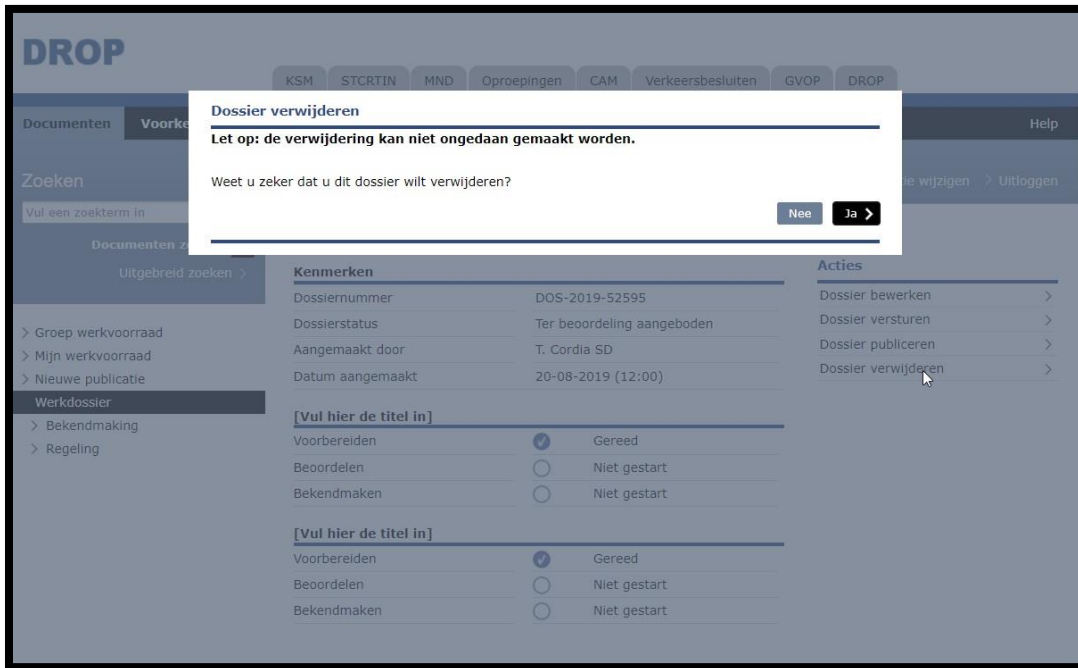 DROP
KSM STCRTIN MND Oproepingen CAM Verkeersbesluiten GVOP DROP
Documenten Help
Dossier verwijderen
Let op: de verwijdering kan niet ongedaan gemaakt worden.
Weet u zeker dat u dit dossier wilt verwijderen?
Nee Ja
Zoeken
wijzigen > Uitloggen
Vul een zoekterm in
Documenten
Uitgebreid zoeken >
> Groep werkvoorraad
> Mijn werkvoorraad
> Nieuwe publicatie
Werkdossier
> Bekendmaking
> Regeling
Kenmerken
Dossiernummer DOS-2019-52595
Dossierstatus Ter beoordeling aangeboden
Aangemaakt door T. Cordia SD
Datum aangemaakt 20-08-2019 (12:00)
[Vul hier de titel in]
Voorbereiden Gereed
Beoordelen Niet gestart
Bekendmaken Niet gestart
[Vul hier de titel in]
Voorbereiden Gereed
Beoordelen Niet gestart
Bekendmaken Niet gestart
Acties
Dossier bewerken >
Dossier versturen >
Dossier publiceren >
Dossier verwijderen >